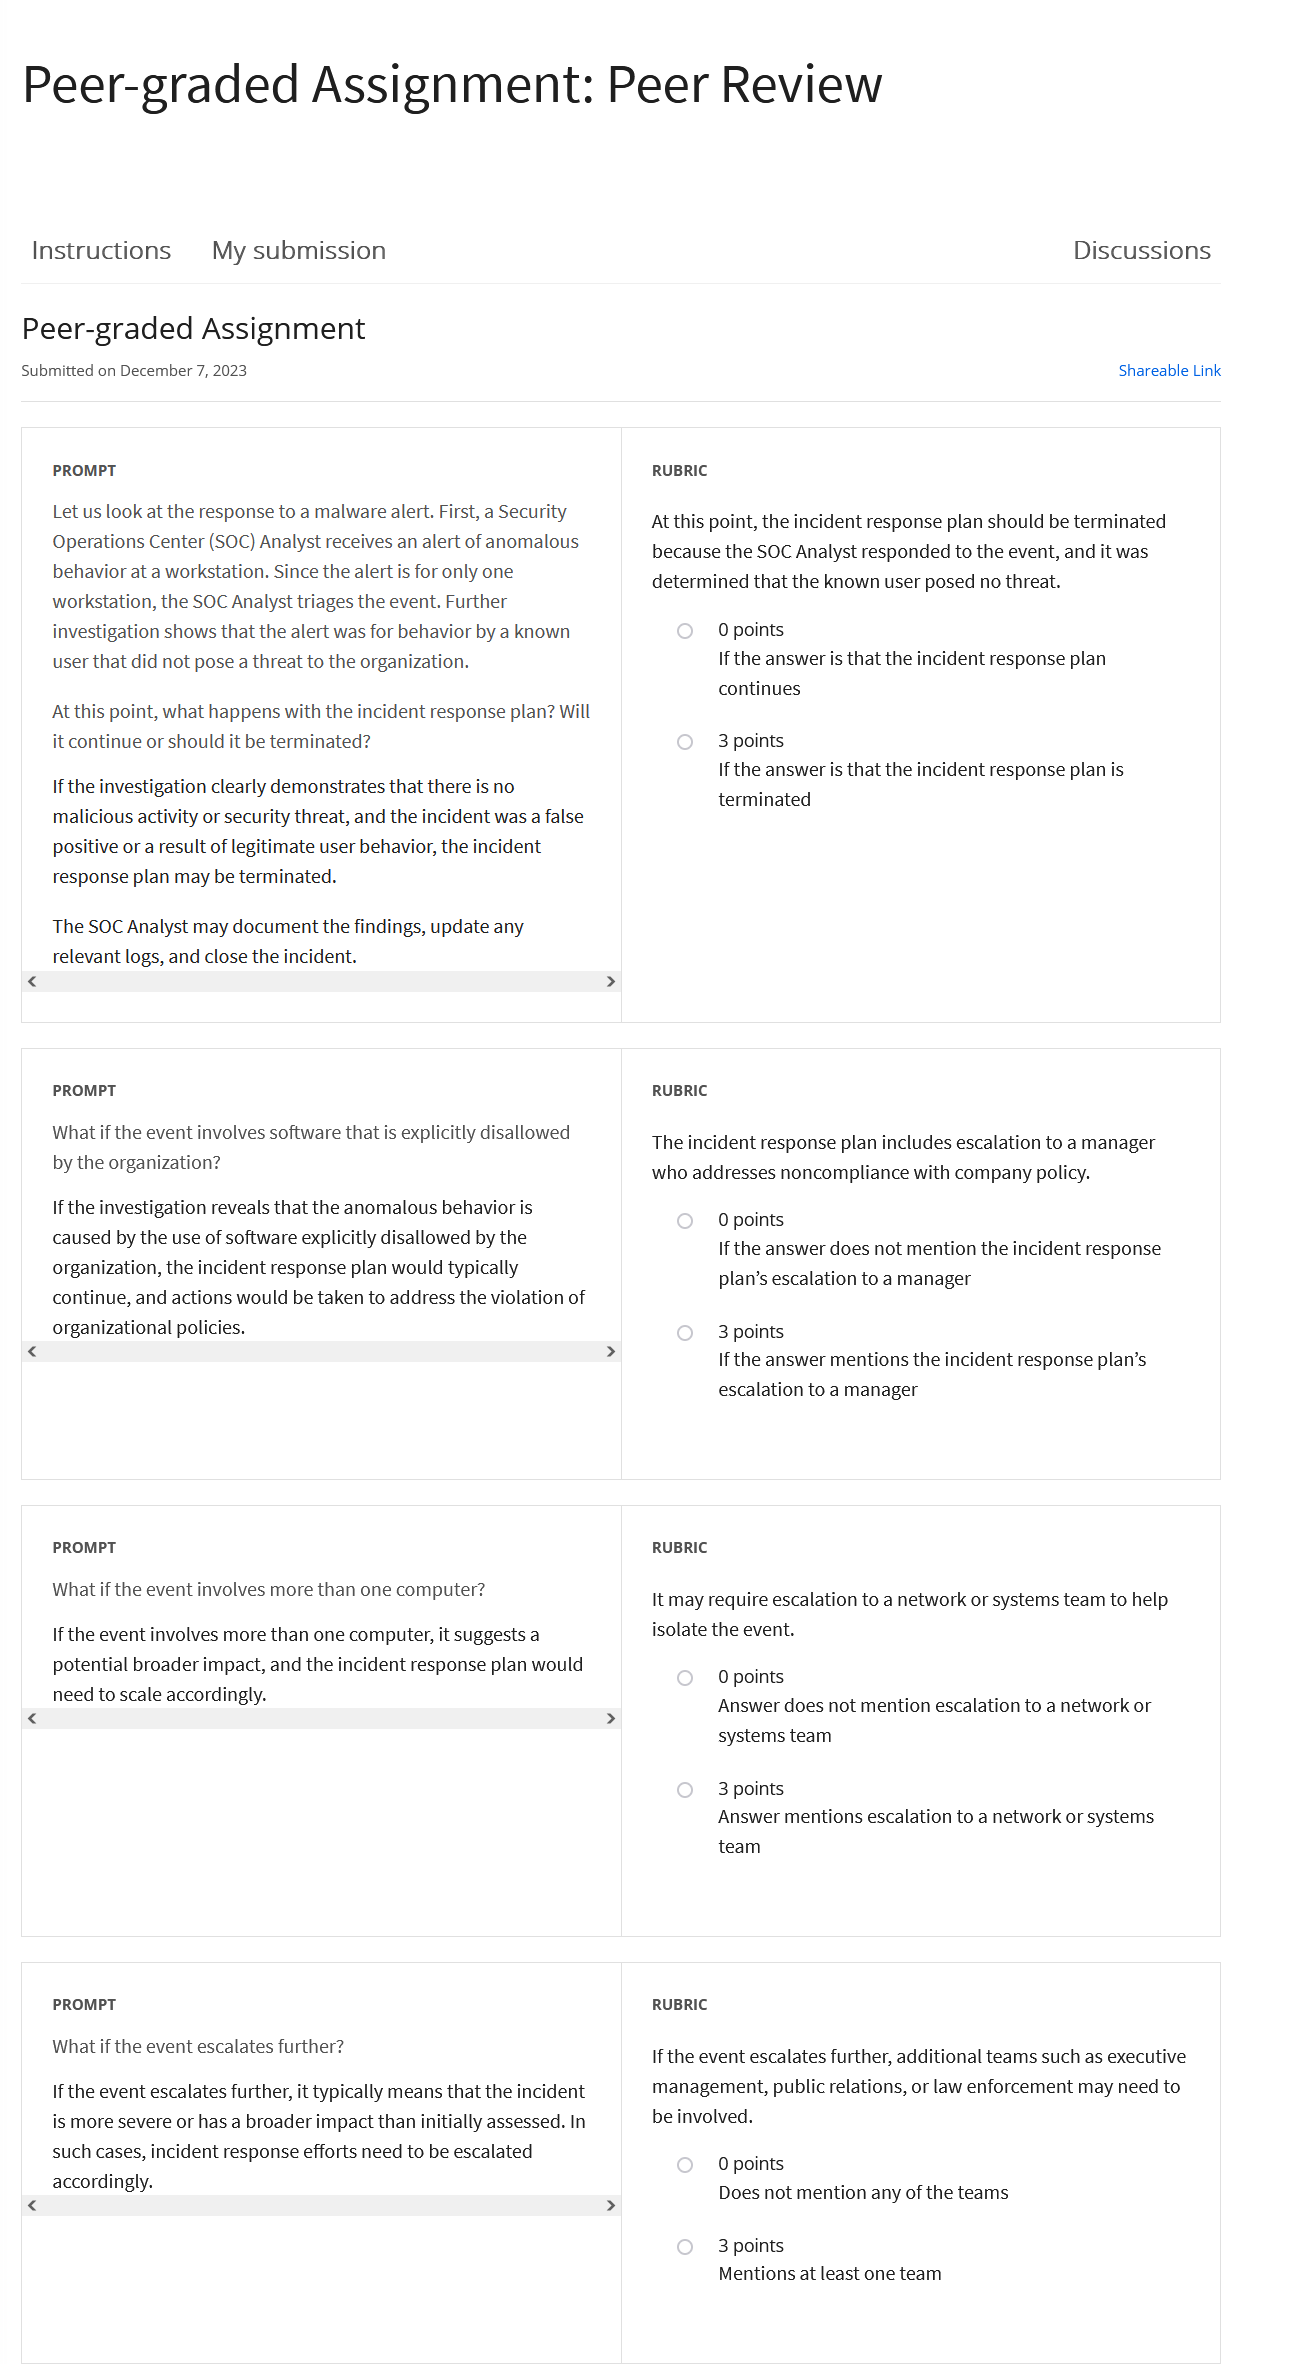 Peer-graded Assignment: Peer Review
Instructions
My submission
Discussions
Peer-graded Assignment
Submitted on December 7, 2023
Shareable Link
PROMPT
Let us look at the response to a malware alert. First, a Security
Operations Center (SOC) Analyst receives an alert of anomalous
behavior at a workstation. Since the alert is for only one
workstation, the SOC Analyst triages the event. Further
investigation shows that the alert was for behavior by a known
user that did not pose a threat to the organization.
At this point, what happens with the incident response plan? Will
it continue or should it be terminated?
If the investigation clearly demonstrates that there is no
malicious activity or security threat, and the incident was a false
positive or a result of legitimate user behavior, the incident
response plan may be terminated.
The SOC Analyst may document the findings, update any
relevant logs, and close the incident.
RUBRIC
At this point, the incident response plan should be terminated
because the SOC Analyst responded to the event, and it was
determined that the known user posed no threat.
0 points
If the answer is that the incident response plan
continues
3 points
If the answer is that the incident response plan is
terminated
PROMPT
What if the event involves software that is explicitly disallowed
by the organization?
If the investigation reveals that the anomalous behavior is
caused by the use of software explicitly disallowed by the
organization, the incident response plan would typically
continue, and actions would be taken to address the violation of
organizational policies.
RUBRIC
The incident response plan includes escalation to a manager
who addresses noncompliance with company policy.
0 points
If the answer does not mention the incident response
plan’s escalation to a manager
3 points
If the answer mentions the incident response plan’s
escalation to a manager
PROMPT
What if the event involves more than one computer?
If the event involves more than one computer, it suggests a
potential broader impact, and the incident response plan would
need to scale accordingly.
RUBRIC
It may require escalation to a network or systems team to help
isolate the event.
0 points
Answer does not mention escalation to a network or
systems team
3 points
Answer mentions escalation to a network or systems
team
PROMPT
What if the event escalates further?
If the event escalates further, it typically means that the incident
is more severe or has a broader impact than initially assessed. In
such cases, incident response efforts need to be escalated
accordingly.
RUBRIC
If the event escalates further, additional teams such as executive
management, public relations, or law enforcement may need to
be involved.
0 points
Does not mention any of the teams
3 points
Mentions at least one team